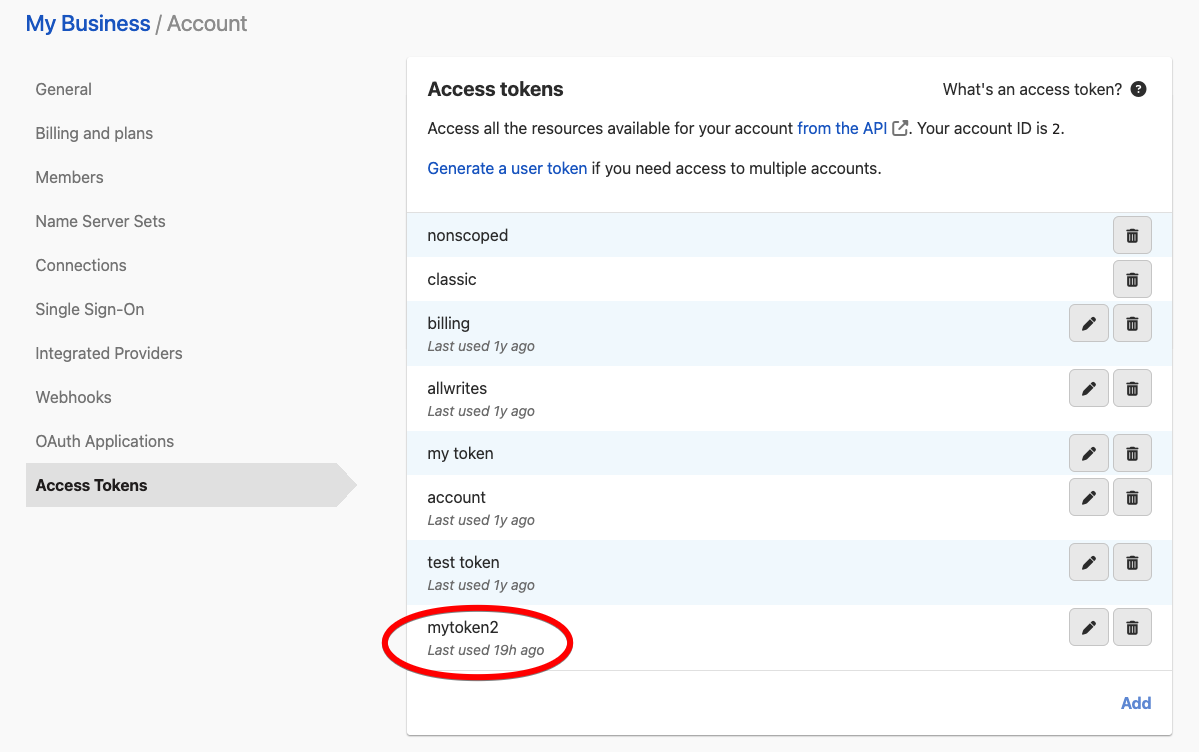 My Business / Account
General
Billing and plans
Members
Name Server Sets
Connections
Single Sign-On
Integrated Providers
Webhooks
OAuth Applications
Access Tokens
Access tokens
What's an access token?
Access all the resources available for your account from the API. Your account ID is 2.
Generate a user token if you need access to multiple accounts.
nonscoped
classic
billing
Last used 1y ago
allwrites
Last used 1y ago
my token
account
Last used 1y ago
test token
Last used 1y ago
mytoken2
Last used 19h ago
Add